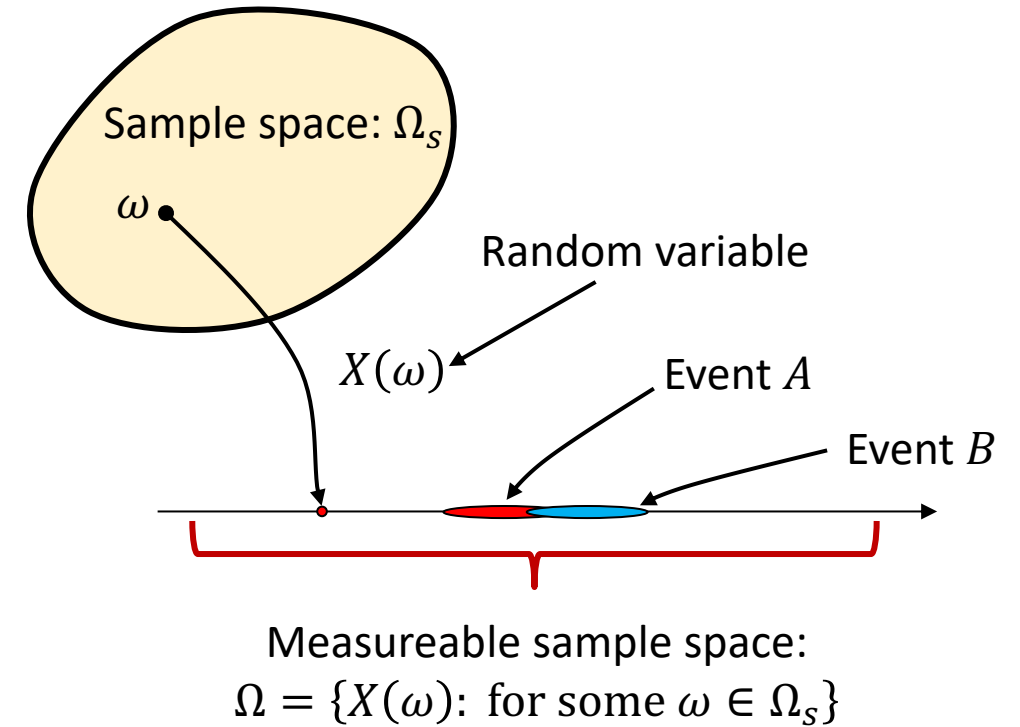 Sample space: Ωₛ
ω
Random variable
X(ω)
Event A
Event B
Measureable sample space:
Ω = {X(ω): for some ω ∈ Ωₛ}